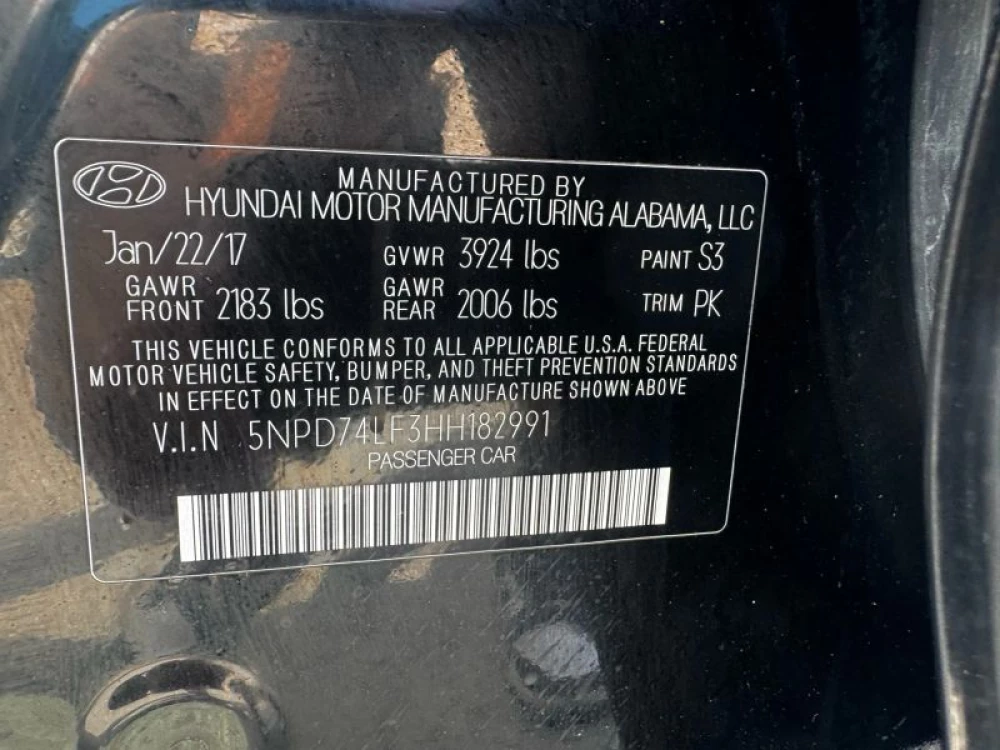 MANUFACTURED BY
HYUNDAI MOTOR MANUFACTURING ALABAMA, LLC
Jan/22/17 GVWR 3924 lbs PAINT S3
GAWR FRONT 2183 lbs GAWR REAR 2006 lbs TRIM PK
THIS VEHICLE CONFORMS TO ALL APPLICABLE U.S.A. FEDERAL
MOTOR VEHICLE SAFETY, BUMPER, AND THEFT PREVENTION STANDARDS
IN EFFECT ON THE DATE OF MANUFACTURE SHOWN ABOVE
V.I.N 5NPD74LF3HH182991
PASSENGER CAR